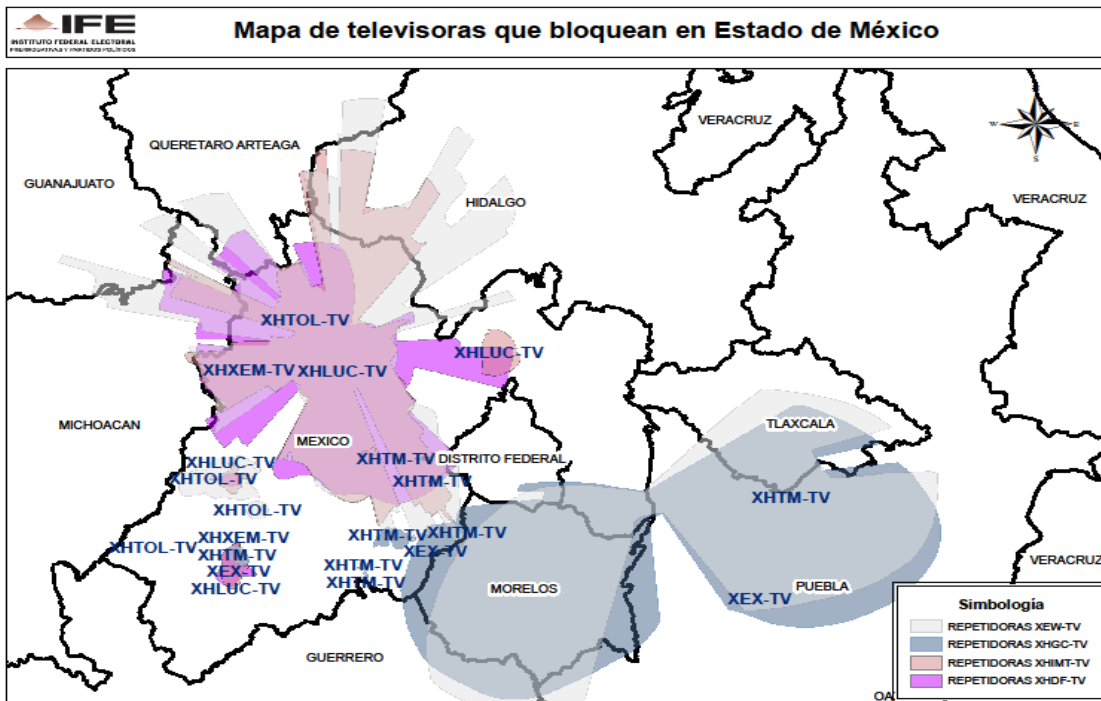 IFE
INSTITUTO FEDERAL ELECTORAL
PRERROGATIVAS Y PARTIDOS POLÍTICOS
Mapa de televisoras que bloquean en Estado de México
VERACRUZ
QUERETARO ARTEAGA
GUANAJUATO
HIDALGO
VERACRUZ
N
W
E
S
XHTOL-TV
XHLUC-TV
XHXEM-TV
XHLUC-TV
MICHOACAN
TLAXCALA
MEXICO
XHTM-TV
DISTRITO FEDERAL
XHLUC-TV
XHTOL-TV
XHTM-TV
XHTM-TV
XHTOL-TV
XHXEM-TV
XHTM-TV
XHTM-TV
XHTOL-TV
XHTM-TV
XEX-TV
XEX-TV
XHTM-TV
XHLUC-TV
XHTM-TV
MORELOS
PUEBLA
XEX-TV
VERACRUZ
GUERRERO
OA
Simbología
REPETIDORAS XEW-TV
REPETIDORAS XHGC-TV
REPETIDORAS XHIMT-TV
REPETIDORAS XHDF-TV